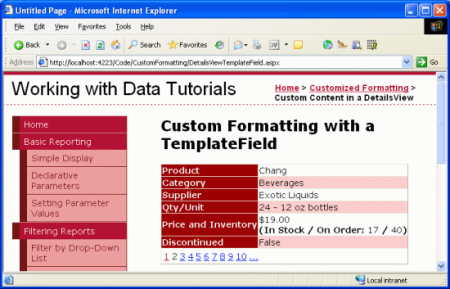 Untitled Page - Microsoft Internet Explorer
File Edit View Favorites Tools Help
Back Search Favorites
Address http://localhost:4223/Code/CustomFormatting/DetailsViewTemplateField.aspx Go
Working with Data Tutorials
Home > Customized Formatting >
Custom Content in a DetailsView
Home
Basic Reporting
Simple Display
Declarative
Parameters
Setting Parameter
Values
Filtering Reports
Filter by Drop-Down
List
Custom Formatting with a
TemplateField
Product Chang
Category Beverages
Supplier Exotic Liquids
Qty/Unit 24 - 12 oz bottles
Price and Inventory $19.00
(In Stock / On Order: 17 / 40)
Discontinued False
1 2 3 4 5 6 7 8 9 10 ...
Local intranet